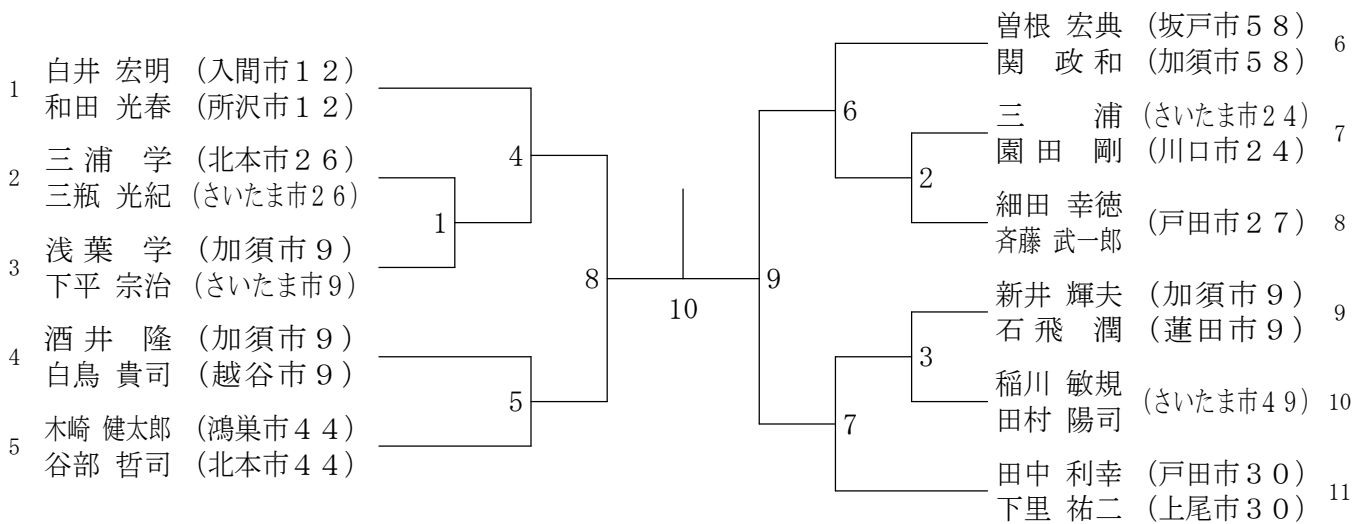 1 白井 宏明 (入間市１２)
和田 光春 (所沢市１２)
2 三浦 学 (北本市２６)
三瓶 光紀 (さいたま市２６)
3 浅葉 学 (加須市９)
下平 宗治 (さいたま市９)
4 酒井 隆 (加須市９)
白鳥 貴司 (越谷市９)
5 木崎 健太郎 (鴻巣市４４)
谷部 哲司 (北本市４４)
4
1
8
5
10
9
6
2
3
7
曽根 宏典 (坂戸市５８) 6
関 政和 (加須市５８)
三 浦 (さいたま市２４) 7
園田 剛 (川口市２４)
細田 幸徳 (戸田市２７) 8
斉藤 武一郎
新井 輝夫 (加須市９) 9
石飛 潤 (蓮田市９)
稲川 敏規 (さいたま市４９) 10
田村 陽司
田中 利幸 (戸田市３０) 11
下里 祐二 (上尾市３０)